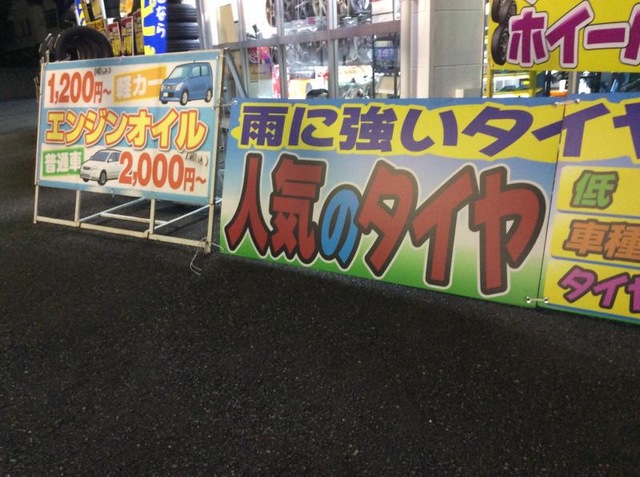 1,200円~ 軽カー
エンジンオイル
普通車 2,000円~
なら
ホイール
雨に強いタイヤ
人気のタイヤ
低
車種
タイヤ